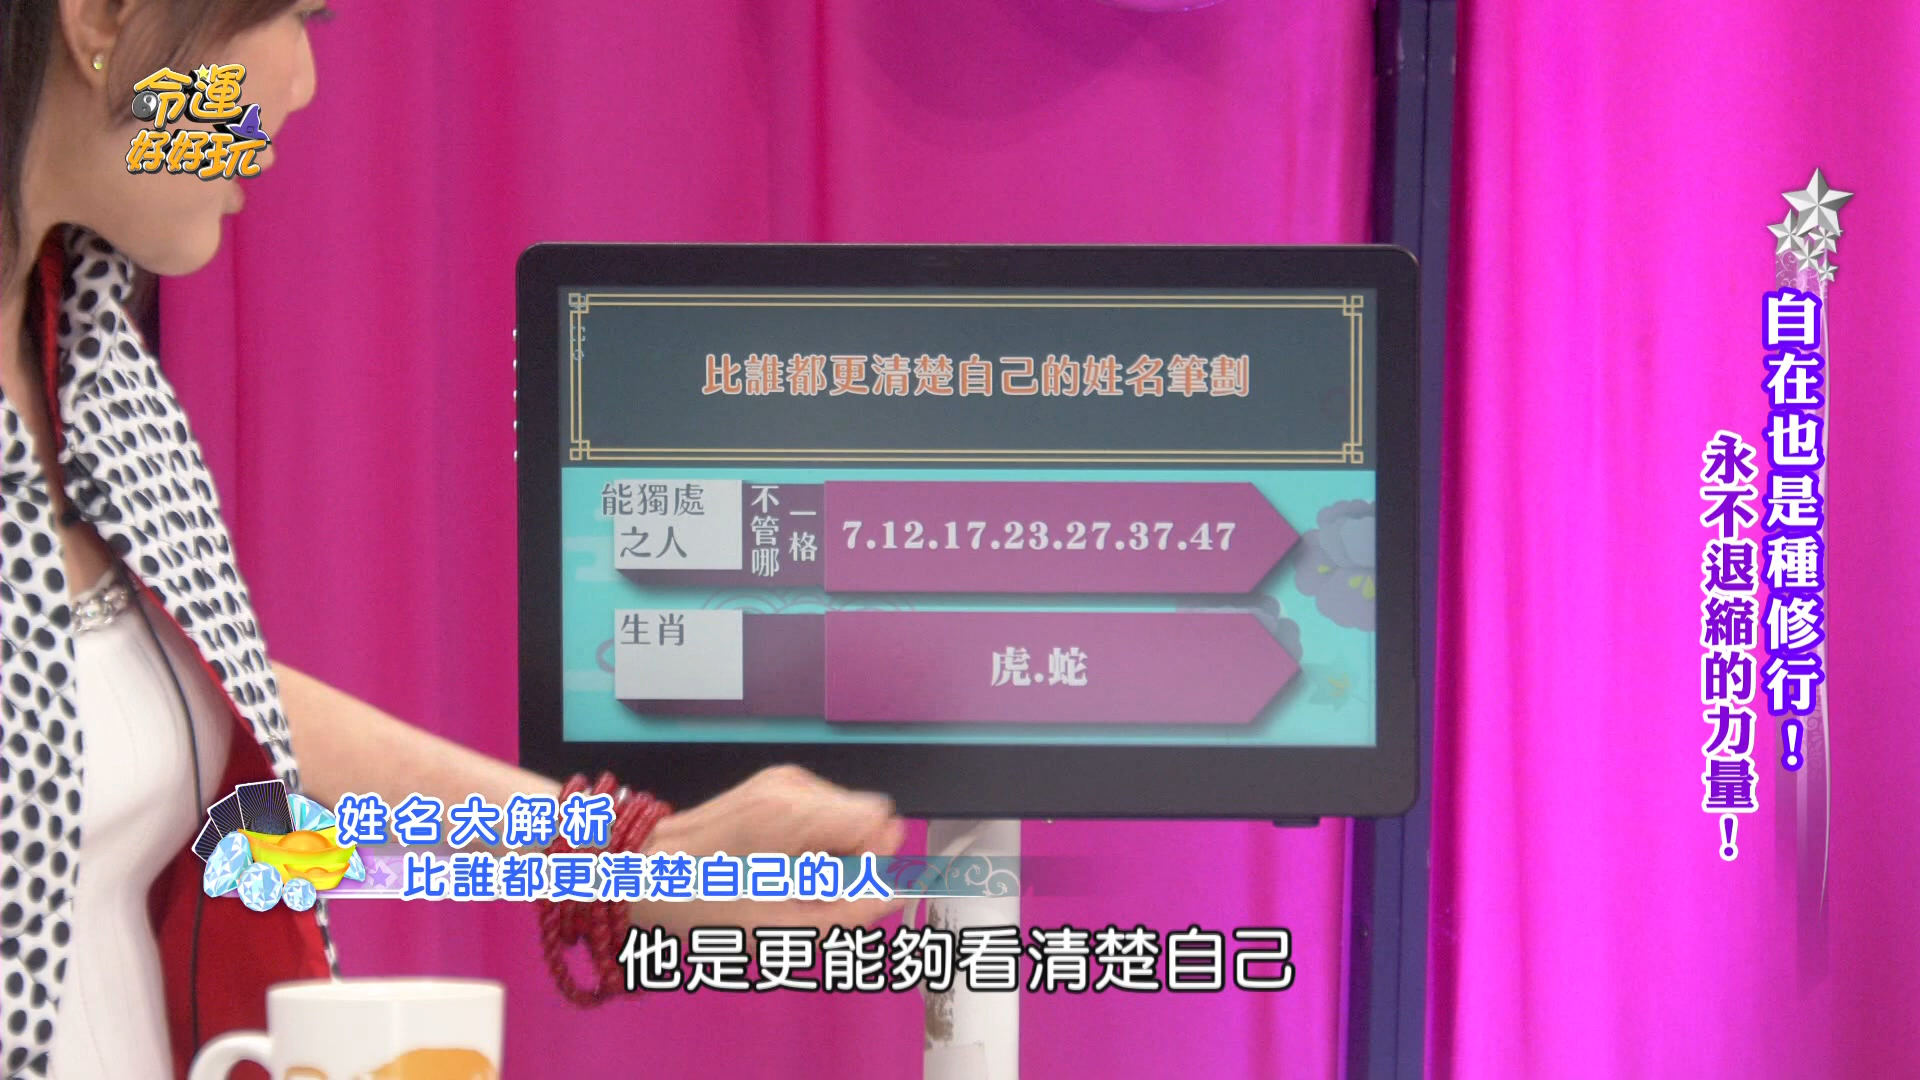 命運
好好玩
自在也是種修行！
永不退縮的力量！
比誰都更清楚自己的姓名筆劃
能獨處
之人
不管哪
一格
7.12.17.23.27.37.47
生肖
虎.蛇
姓名大解析
比誰都更清楚自己的人
他是更能夠看清楚自己